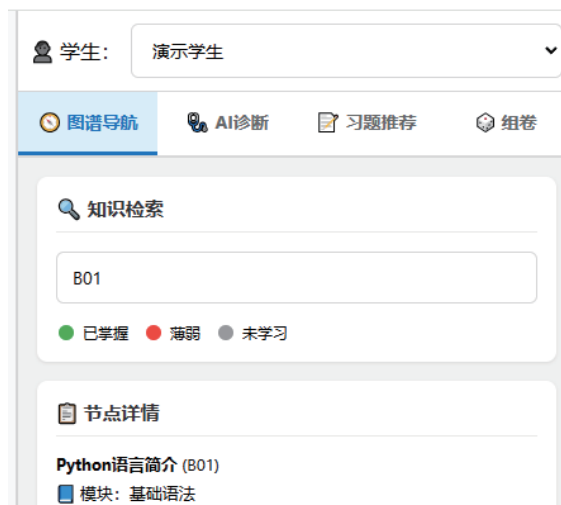 学生：
演示学生
图谱导航 AI诊断 习题推荐 组卷
知识检索
B01
已掌握 薄弱 未学习
节点详情
Python语言简介 (B01)
模块：基础语法